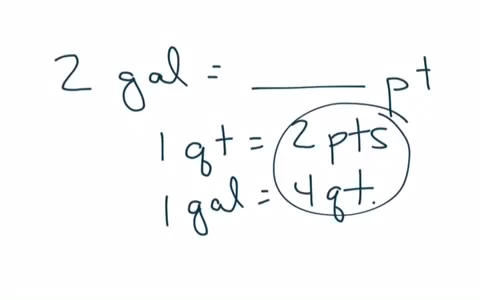 2 gal = ____ pt
1 qt = 2 pts
1 gal = 4 qt.